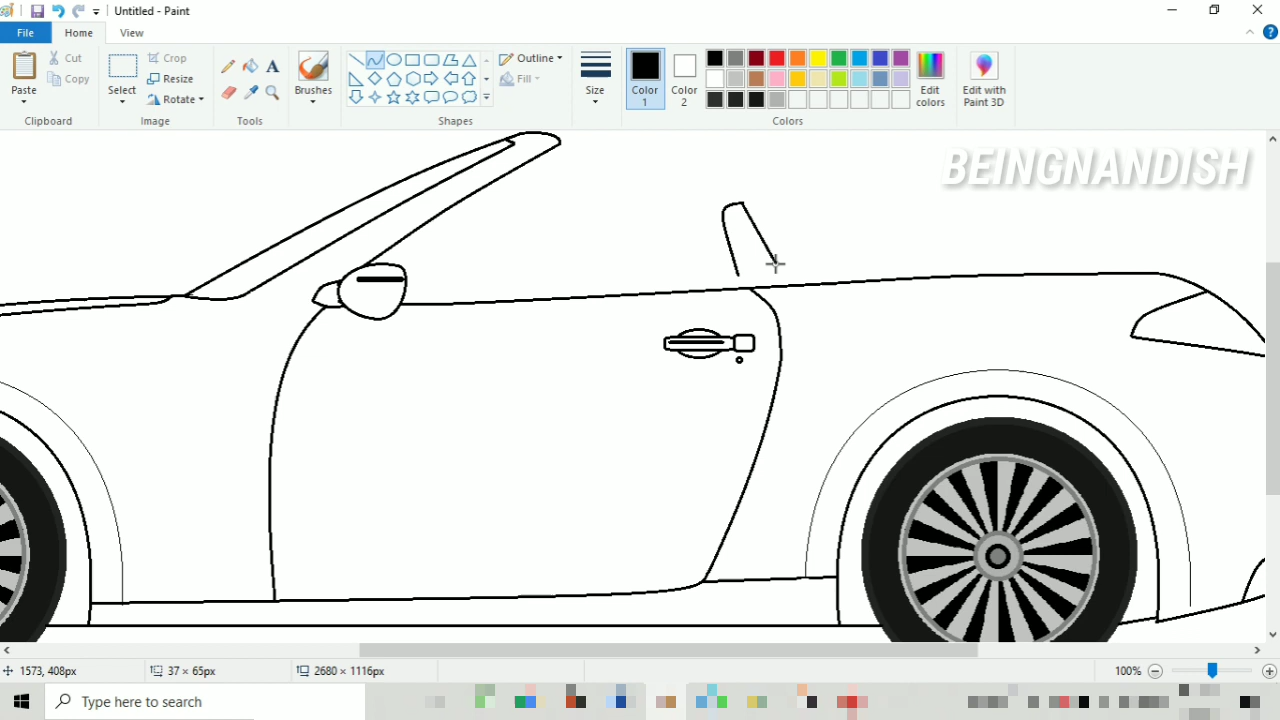 Untitled - Paint
File Home View
Paste Cut Copy
Clipboard
Select Crop Resize Rotate
Image
A
Tools
Brushes
Outline Fill
Shapes
Size
Color 1 Color 2
Edit colors
Colors
Edit with Paint 3D
BEINGNANDISH
1573, 408px 37 × 65px 2680 × 1116px 100%
Type here to search